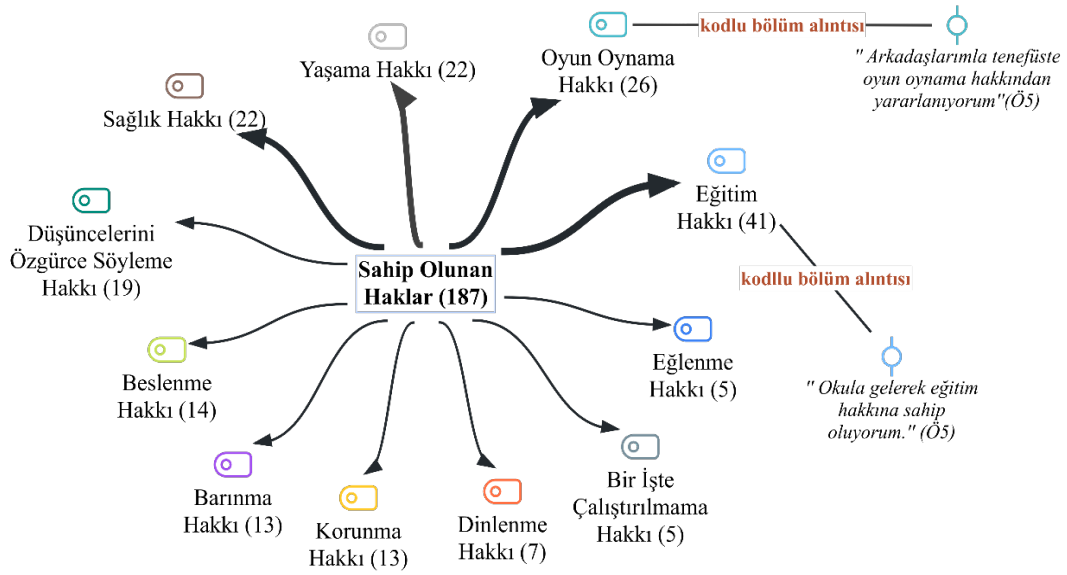 Oyun Oynama
Hakkı (26)
kodlu bölüm alıntısı
" Arkadaşlarımla tenefüste
oyun oynama hakkından
yararlanıyorum"(Ö5)
Yaşama Hakkı (22)
Sağlık Hakkı (22)
Eğitim
Hakkı (41)
kodllu bölüm alıntısı
" Okula gelerek eğitim
hakkına sahip
oluyorum." (Ö5)
Düşüncelerini
Özgürce Söyleme
Hakkı (19)
Sahip Olunan
Haklar (187)
Eğlenme
Hakkı (5)
Beslenme
Hakkı (14)
Barınma
Hakkı (13)
Korunma
Hakkı (13)
Dinlenme
Hakkı (7)
Bir İşte
Çalıştırılmama
Hakkı (5)